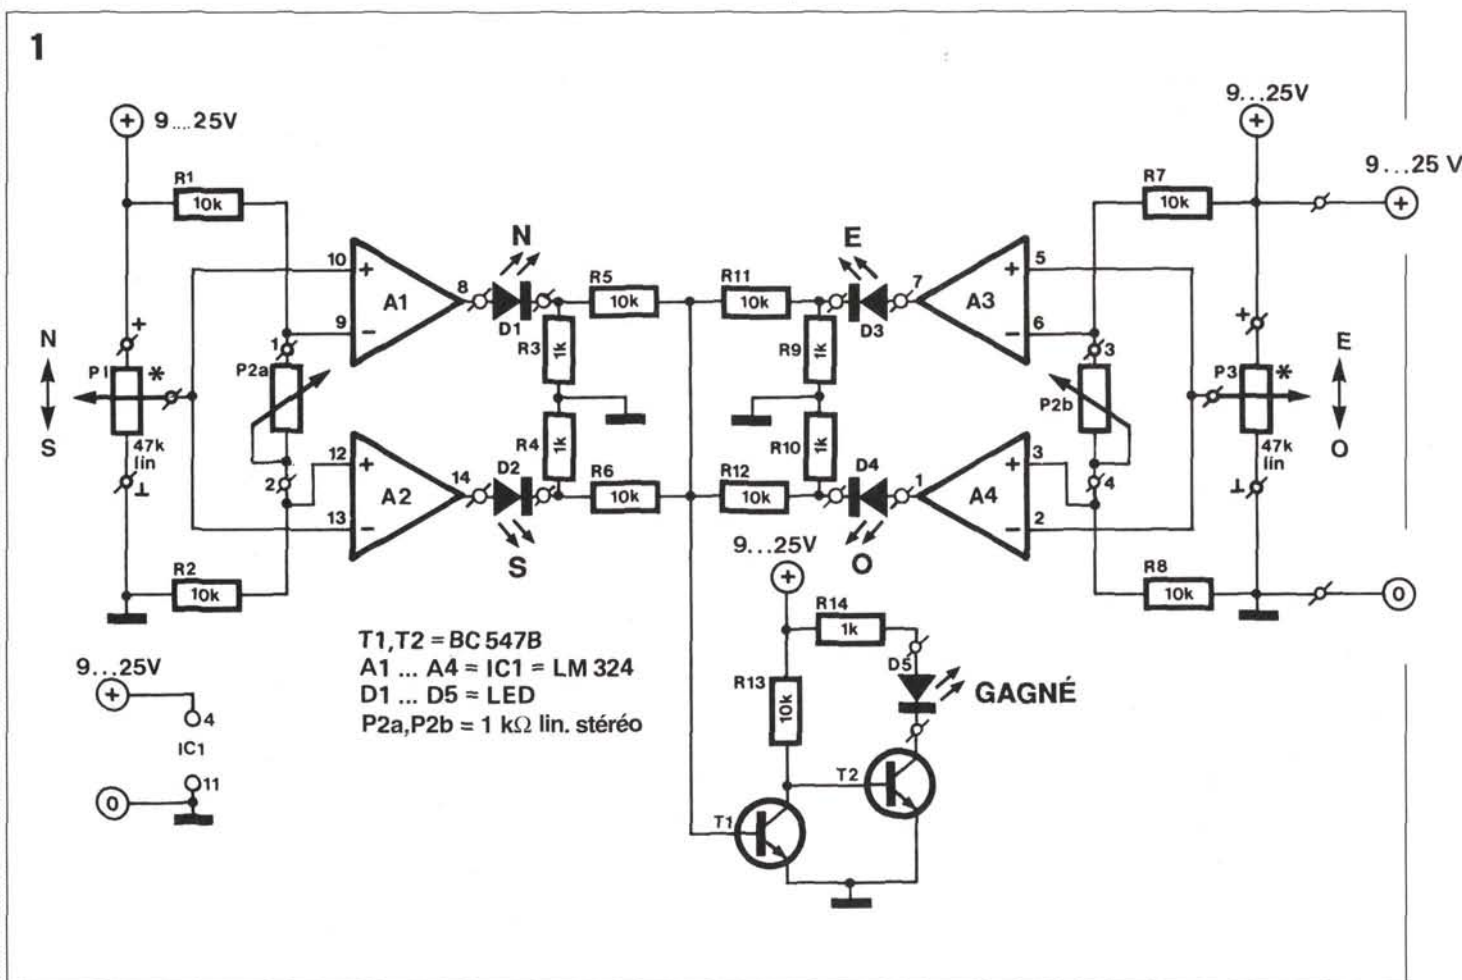 1
9....25V
9...25V
9...25 V
R1
10k
R7
10k
N
E
10
+
A1
8
9
−
D1
R5
10k
R11
10k
7
D3
A3
+
5
−
6
R3
1k
R9
1k
N
S
+
P1
*
47k
lin
⊥
1
P2a
2
3
P2b
4
+
P3
*
47k
lin
⊥
E
O
R4
1k
R10
1k
12
+
A2
14
13
−
D2
S
R6
10k
R12
10k
D4
O
1
A4
+
3
−
2
R2
10k
R8
10k
0
9...25V
+
R14
1k
R13
10k
D5
GAGNÉ
T1
T2
T1,T2 = BC 547B
A1 ... A4 = IC1 = LM 324
D1 ... D5 = LED
P2a,P2b = 1 kΩ lin. stéréo
9...25V
+
4
IC1
11
0